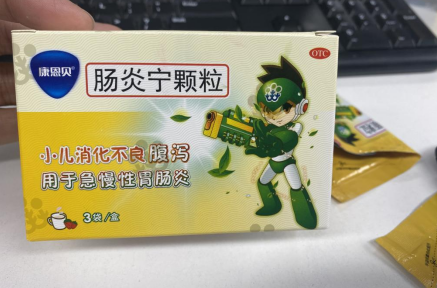 康恩贝
肠炎宁颗粒
OTC
小儿消化不良腹泻
用于急慢性胃肠炎
3袋/盒